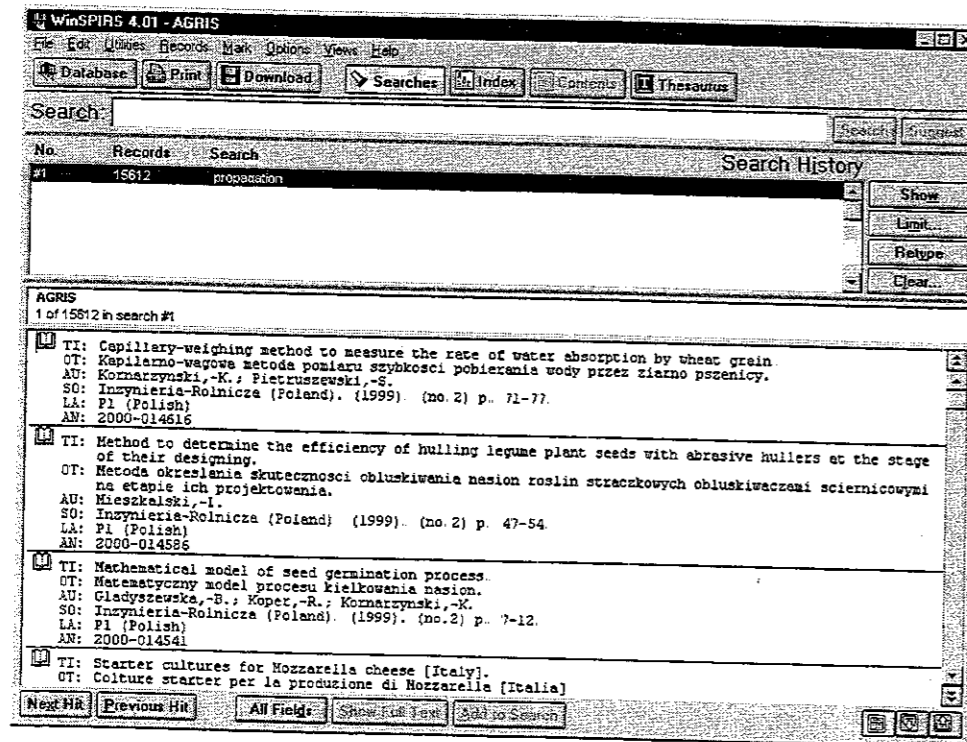 WinSPIRS 4.01 - AGRIS
File Edit Utilities Records Mark Options Views Help
Database Print Download Searches Index Contents Thesaurus
Search:
Search Suggest
No. Records Search Search History
#1 15612 propagation
Show
Limit...
Retype
Clear...
AGRIS
1 of 15612 in search #1
TI: Capillary-weighing method to measure the rate of water absorption by wheat grain.
OT: Kapilarno-wagowa metoda pomiaru szybkosci pobierania wody przez ziarno pszenicy.
AU: Kornarzynski,-K.; Pietruszewski,-S.
SO: Inzynieria-Rolnicza (Poland). (1999). (no.2) p. 71-77.
LA: Pl (Polish)
AN: 2000-014616
TI: Method to determine the efficiency of hulling legume plant seeds with abrasive hullers at the stage
of their designing.
OT: Metoda okreslania skutecznosci obluskiwania nasion roslin straczkowych obluskiwaczami sciernicowymi
na etapie ich projektowania.
AU: Mieszkalski,-L.
SO: Inzynieria-Rolnicza (Poland). (1999). (no.2) p. 47-54.
LA: Pl (Polish)
AN: 2000-014586
TI: Mathematical model of seed germination process.
OT: Matematyczny model procesu kielkowania nasion.
AU: Gladyszewska,-B.; Koper,-R.; Kornarzynski,-K.
SO: Inzynieria-Rolnicza (Poland). (1999). (no.2) p. 7-12.
LA: Pl (Polish)
AN: 2000-014541
TI: Starter cultures for Mozzarella cheese [Italy].
OT: Colture starter per la produzione di Mozzarella [Italia]
Next Hit Previous Hit All Fields Show Full Text Add to Search